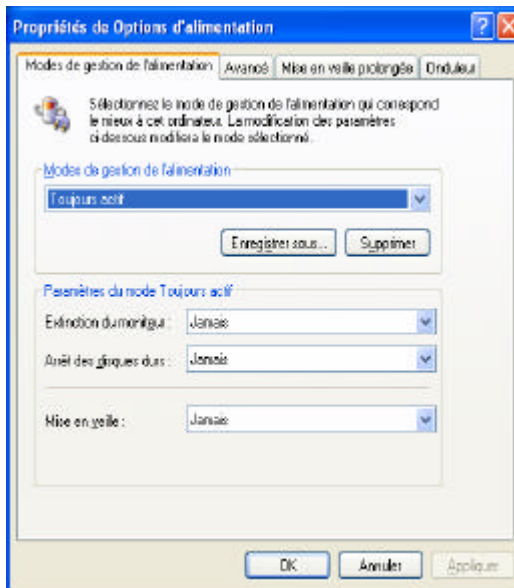 Propriétés de Options d'alimentation
Modes de gestion de l'alimentation Avancé Mise en veille prolongée Onduleur
Sélectionnez le mode de gestion de l'alimentation qui correspond
le mieux à cet ordinateur. La modification des paramètres
ci-dessous modifiera le mode sélectionné.
Modes de gestion de l'alimentation
Toujours actif
Enregistrer sous... Supprimer
Paramètres du mode Toujours actif
Extinction du moniteur : Jamais
Arrêt des disques durs : Jamais
Mise en veille : Jamais
OK Annuler Appliquer